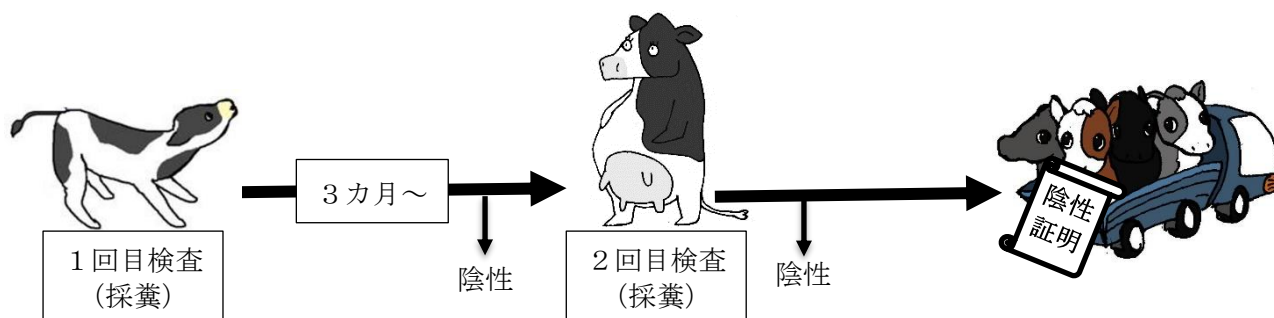 １回目検査
（採糞）
３カ月～
陰性
２回目検査
（採糞）
陰性
陰性
証明